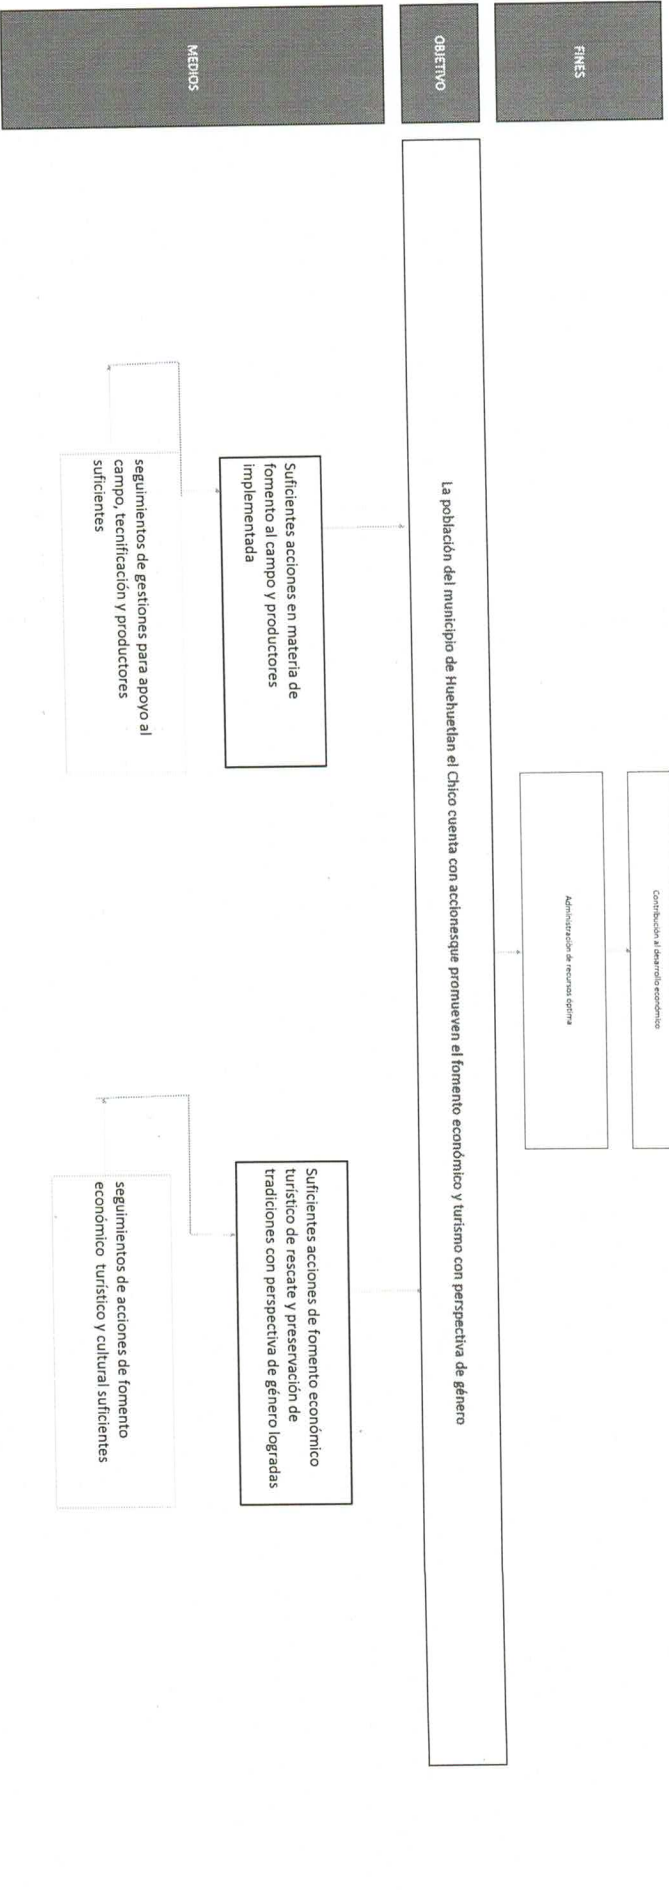 FINES
Contribución al desarrollo económico
Administración de recursos óptima
OBJETIVO
La población del municipio de Huehuetlan el Chico cuenta con accionesque promueven el fomento económico y turismo con perspectiva de género
MEDIOS
Suficientes acciones en materia de
fomento al campo y productores
implementada
Suficientes acciones de fomento económico
turístico de rescate y preservación de
tradiciones con perspectiva de género logradas
seguimientos de gestiones para apoyo al
campo, tecnificación y productores
suficientes
seguimientos de acciones de fomento
económico turístico y cultural suficientes